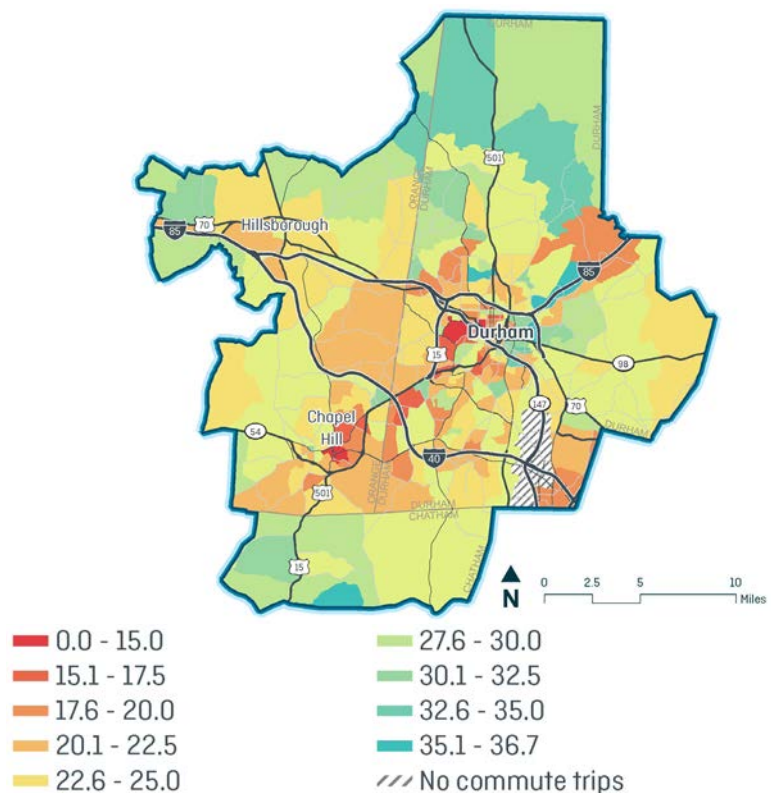 DURHAM
DURHAM
501
ORANGE
DURHAM
70
85
Hillsborough
85
Durham
15
98
Chapel
Hill
147
70
54
DURHAM
40
501
ORANGE
DURHAM
DURHAM
CHATHAM
15
CHATHAM
N
0 2.5 5 10
Miles
0.0 - 15.0
15.1 - 17.5
17.6 - 20.0
20.1 - 22.5
22.6 - 25.0
27.6 - 30.0
30.1 - 32.5
32.6 - 35.0
35.1 - 36.7
No commute trips